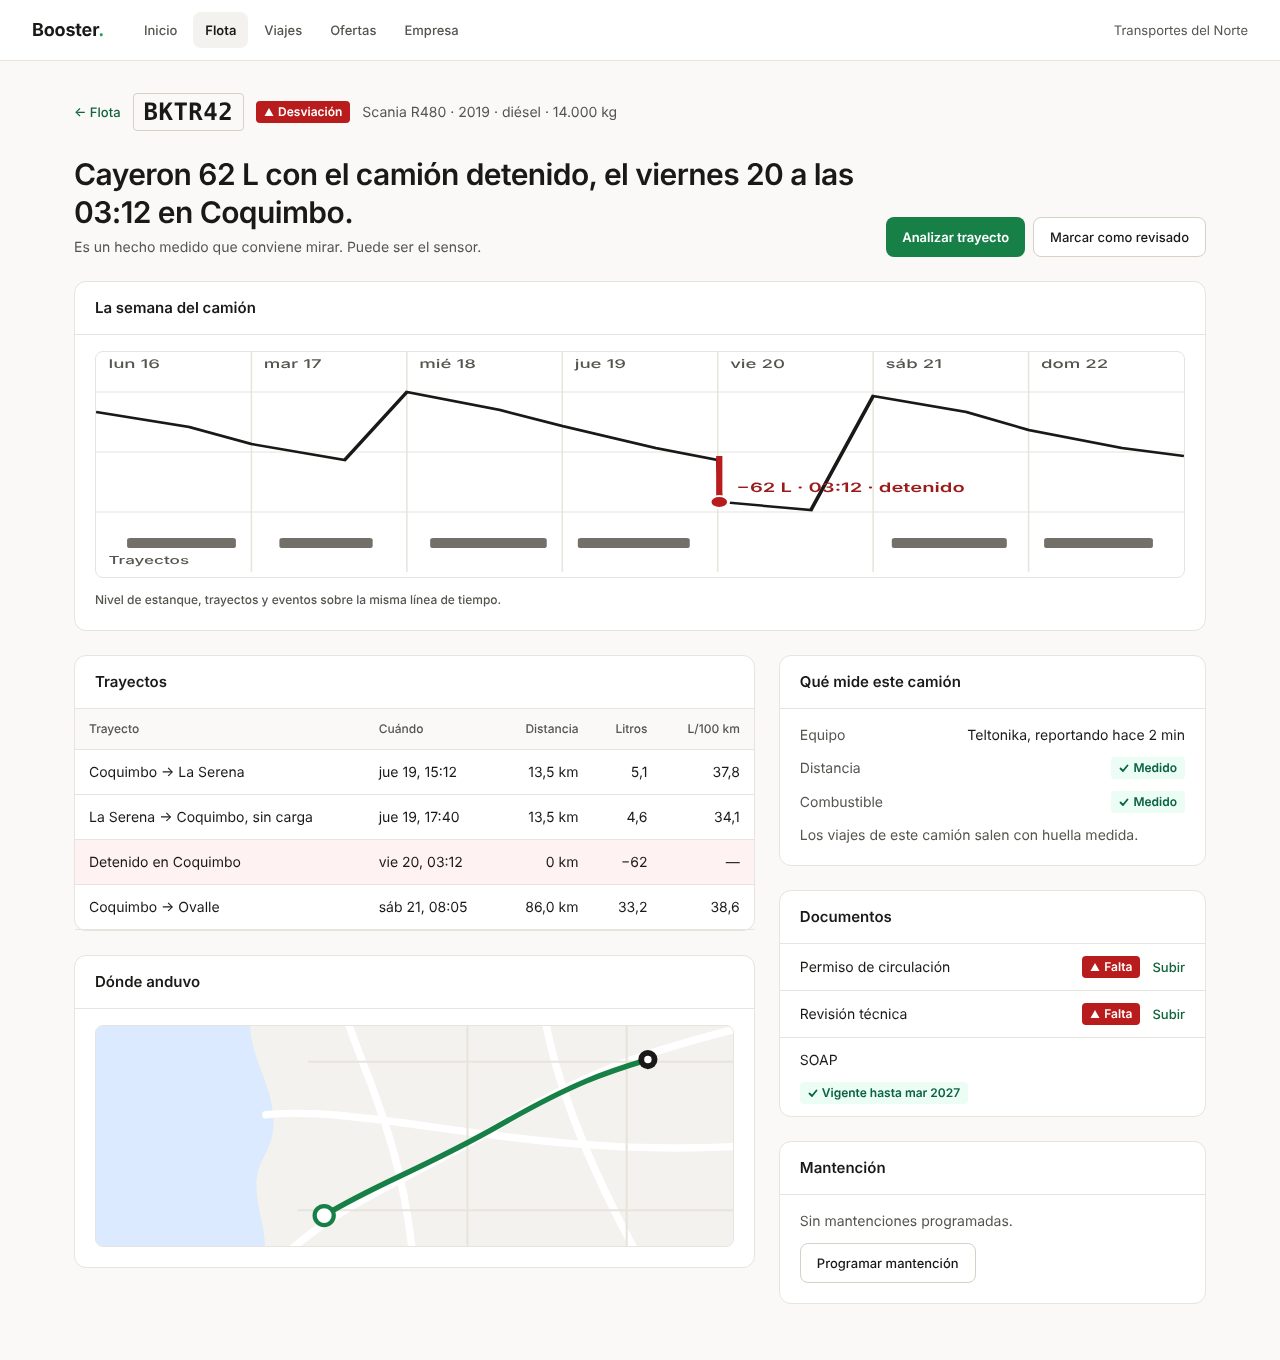 Booster.
Inicio
Flota
Viajes
Ofertas
Empresa
Transportes del Norte
← Flota
BKTR42
▲ Desviación
Scania R480 · 2019 · diésel · 14.000 kg
Cayeron 62 L con el camión detenido, el viernes 20 a las
03:12 en Coquimbo.
Es un hecho medido que conviene mirar. Puede ser el sensor.
Analizar trayecto
Marcar como revisado
La semana del camión
lun 16
mar 17
mié 18
jue 19
vie 20
sáb 21
dom 22
−62 L · 03:12 · detenido
Trayectos
Nivel de estanque, trayectos y eventos sobre la misma línea de tiempo.
Trayectos
Trayecto Cuándo Distancia Litros L/100 km
Coquimbo → La Serena jue 19, 15:12 13,5 km 5,1 37,8
La Serena → Coquimbo, sin carga jue 19, 17:40 13,5 km 4,6 34,1
Detenido en Coquimbo vie 20, 03:12 0 km −62 —
Coquimbo → Ovalle sáb 21, 08:05 86,0 km 33,2 38,6
Dónde anduvo
Qué mide este camión
Equipo Teltonika, reportando hace 2 min
Distancia ✓ Medido
Combustible ✓ Medido
Los viajes de este camión salen con huella medida.
Documentos
Permiso de circulación ▲ Falta Subir
Revisión técnica ▲ Falta Subir
SOAP
✓ Vigente hasta mar 2027
Mantención
Sin mantenciones programadas.
Programar mantención